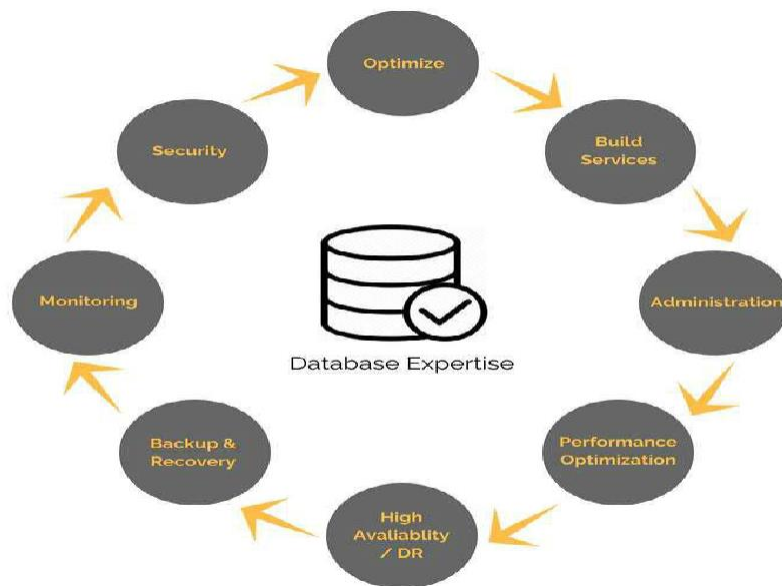 Optimize
Build
Services
Administration
Performance
Optimization
High
Avaliablity
/ DR
Backup &
Recovery
Monitoring
Security
Database Expertise